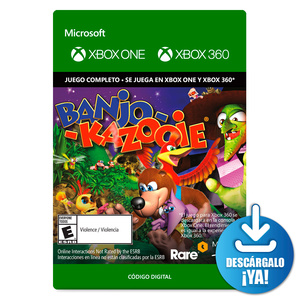 Microsoft
XBOX ONE XBOX 360
JUEGO COMPLETO • SE JUEGA EN XBOX ONE Y XBOX 360*
BANJO-
-KAZOOIE
EVERYONE
E
ESRB
Violence / Violencia
Online Interactions Not Rated by the ESRB
Interacciones en línea no están clasificadas por la ESRB
Rare
CÓDIGO DIGITAL
DESCÁRGALO
¡YA!